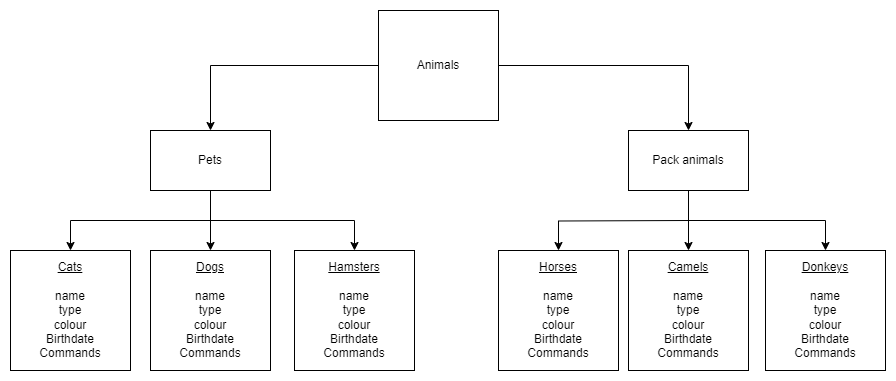 Animals
Pets
Pack animals
Cats
name
type
colour
Birthdate
Commands
Dogs
name
type
colour
Birthdate
Commands
Hamsters
name
type
colour
Birthdate
Commands
Horses
name
type
colour
Birthdate
Commands
Camels
name
type
colour
Birthdate
Commands
Donkeys
name
type
colour
Birthdate
Commands